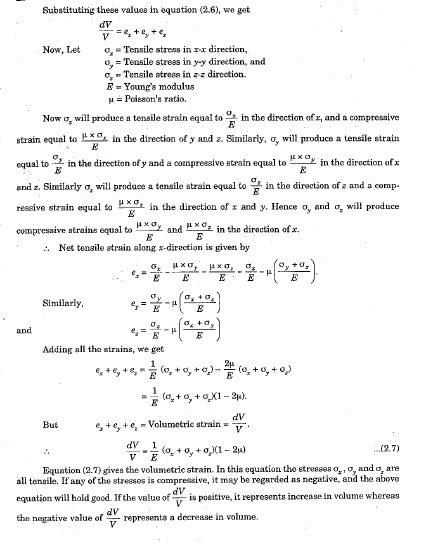 Substituting these values in equation (2.6), we get
dV/V = e_x + e_y + e_z
Now, Let σ_x = Tensile stress in x-x direction,
σ_y = Tensile stress in y-y direction, and
σ_z = Tensile stress in z-z direction.
E = Young's modulus
μ = Poisson's ratio.
Now σ_x will produce a tensile strain equal to σ_x/E in the direction of x, and a compressive
strain equal to (μ × σ_x)/E in the direction of y and z. Similarly, σ_y will produce a tensile strain
equal to σ_y/E in the direction of y and a compressive strain equal to (μ × σ_y)/E in the direction of x
and z. Similarly σ_z will produce a tensile strain equal to σ_z/E in the direction of z and a comp-
ressive strain equal to (μ × σ_z)/E in the direction of x and y. Hence σ_y and σ_z will produce
compressive strains equal to (μ × σ_y)/E and (μ × σ_z)/E in the direction of x.
∴ Net tensile strain along x-direction is given by
e_x = σ_x/E − (μ × σ_y)/E − (μ × σ_z)/E = σ_x/E − μ((σ_y + σ_z)/E).
Similarly, e_y = σ_y/E − μ((σ_x + σ_z)/E)
and e_z = σ_z/E − μ((σ_x + σ_y)/E)
Adding all the strains, we get
e_x + e_y + e_z = 1/E (σ_x + σ_y + σ_z) − 2μ/E (σ_x + σ_y + σ_z)
= 1/E (σ_x + σ_y + σ_z)(1 − 2μ).
But e_x + e_y + e_z = Volumetric strain = dV/V.
∴ dV/V = 1/E (σ_x + σ_y + σ_z)(1 − 2μ) ...(2.7)
Equation (2.7) gives the volumetric strain. In this equation the stresses σ_x, σ_y and σ_z are
all tensile. If any of the stresses is compressive, it may be regarded as negative, and the above
equation will hold good. If the value of dV/V is positive, it represents increase in volume whereas
the negative value of dV/V represents a decrease in volume.